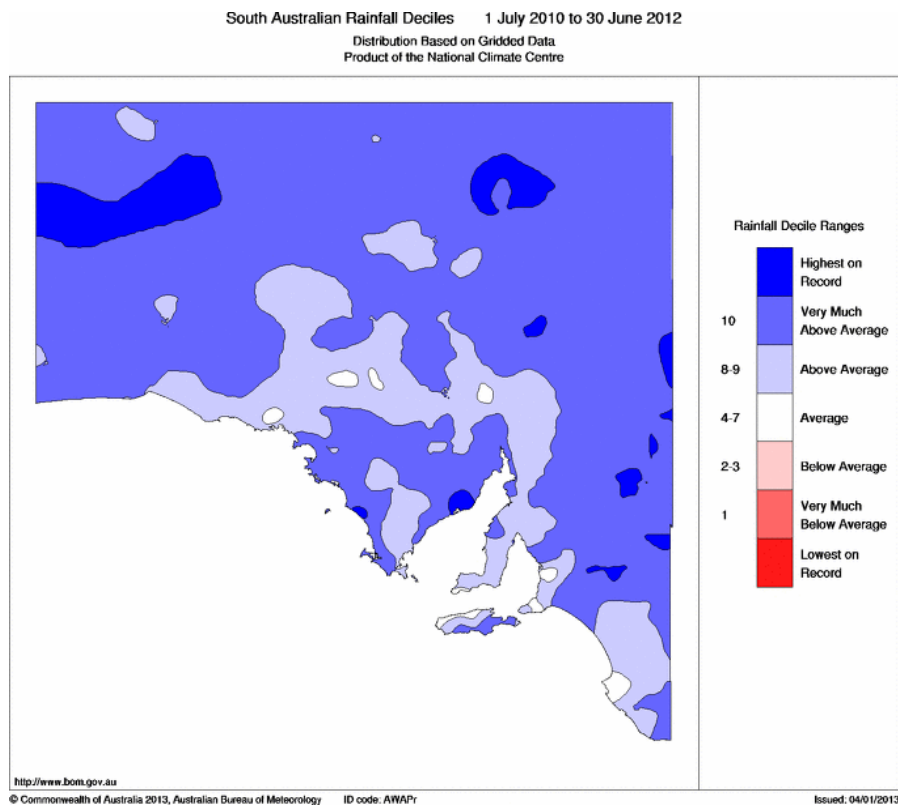 South Australian Rainfall Deciles 1 July 2010 to 30 June 2012
Distribution Based on Gridded Data
Product of the National Climate Centre
Rainfall Decile Ranges
Highest on
Record
10
Very Much
Above Average
8-9
Above Average
4-7
Average
2-3
Below Average
1
Very Much
Below Average
Lowest on
Record
http://www.bom.gov.au
© Commonwealth of Australia 2013, Australian Bureau of Meteorology ID code: AWAPr Issued: 04/01/2013